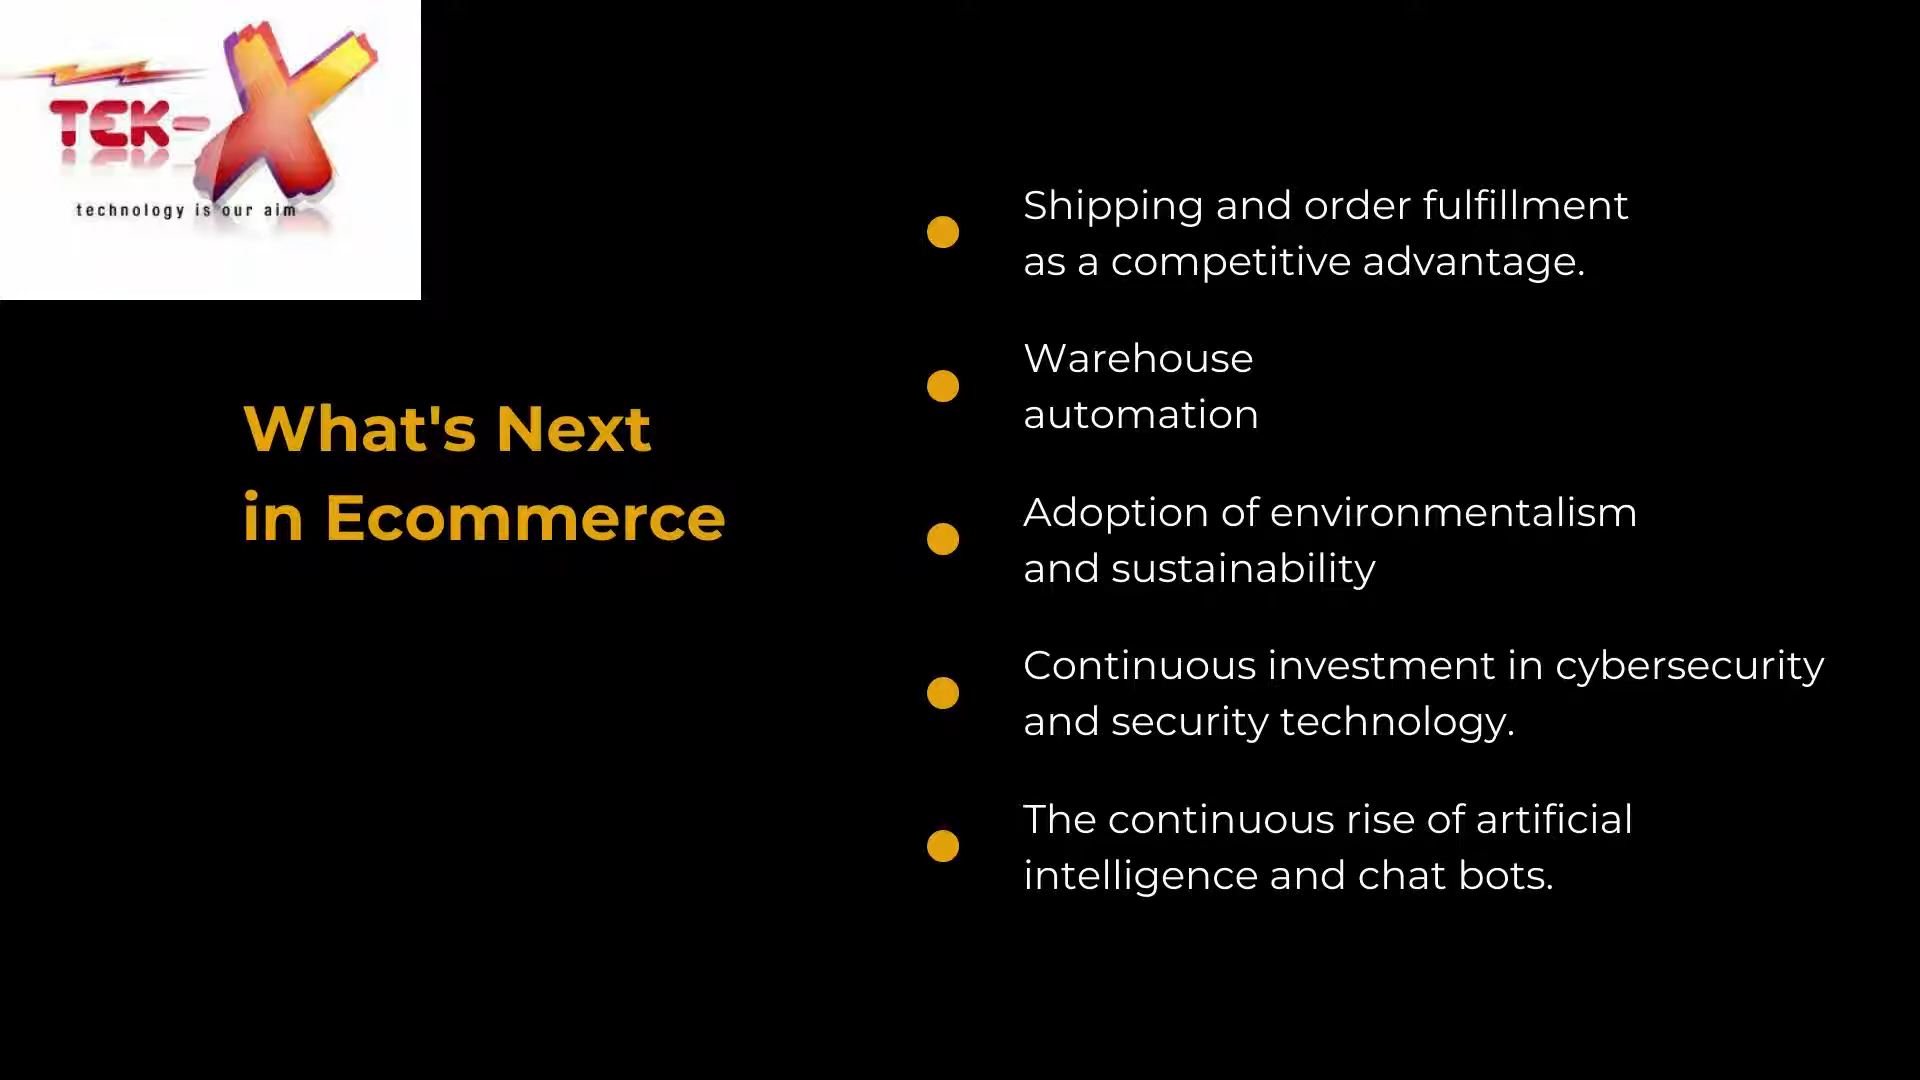 TEK-X
technology is our aim
What's Next
in Ecommerce
Shipping and order fulfillment
as a competitive advantage.
Warehouse
automation
Adoption of environmentalism
and sustainability
Continuous investment in cybersecurity
and security technology.
The continuous rise of artificial
intelligence and chat bots.